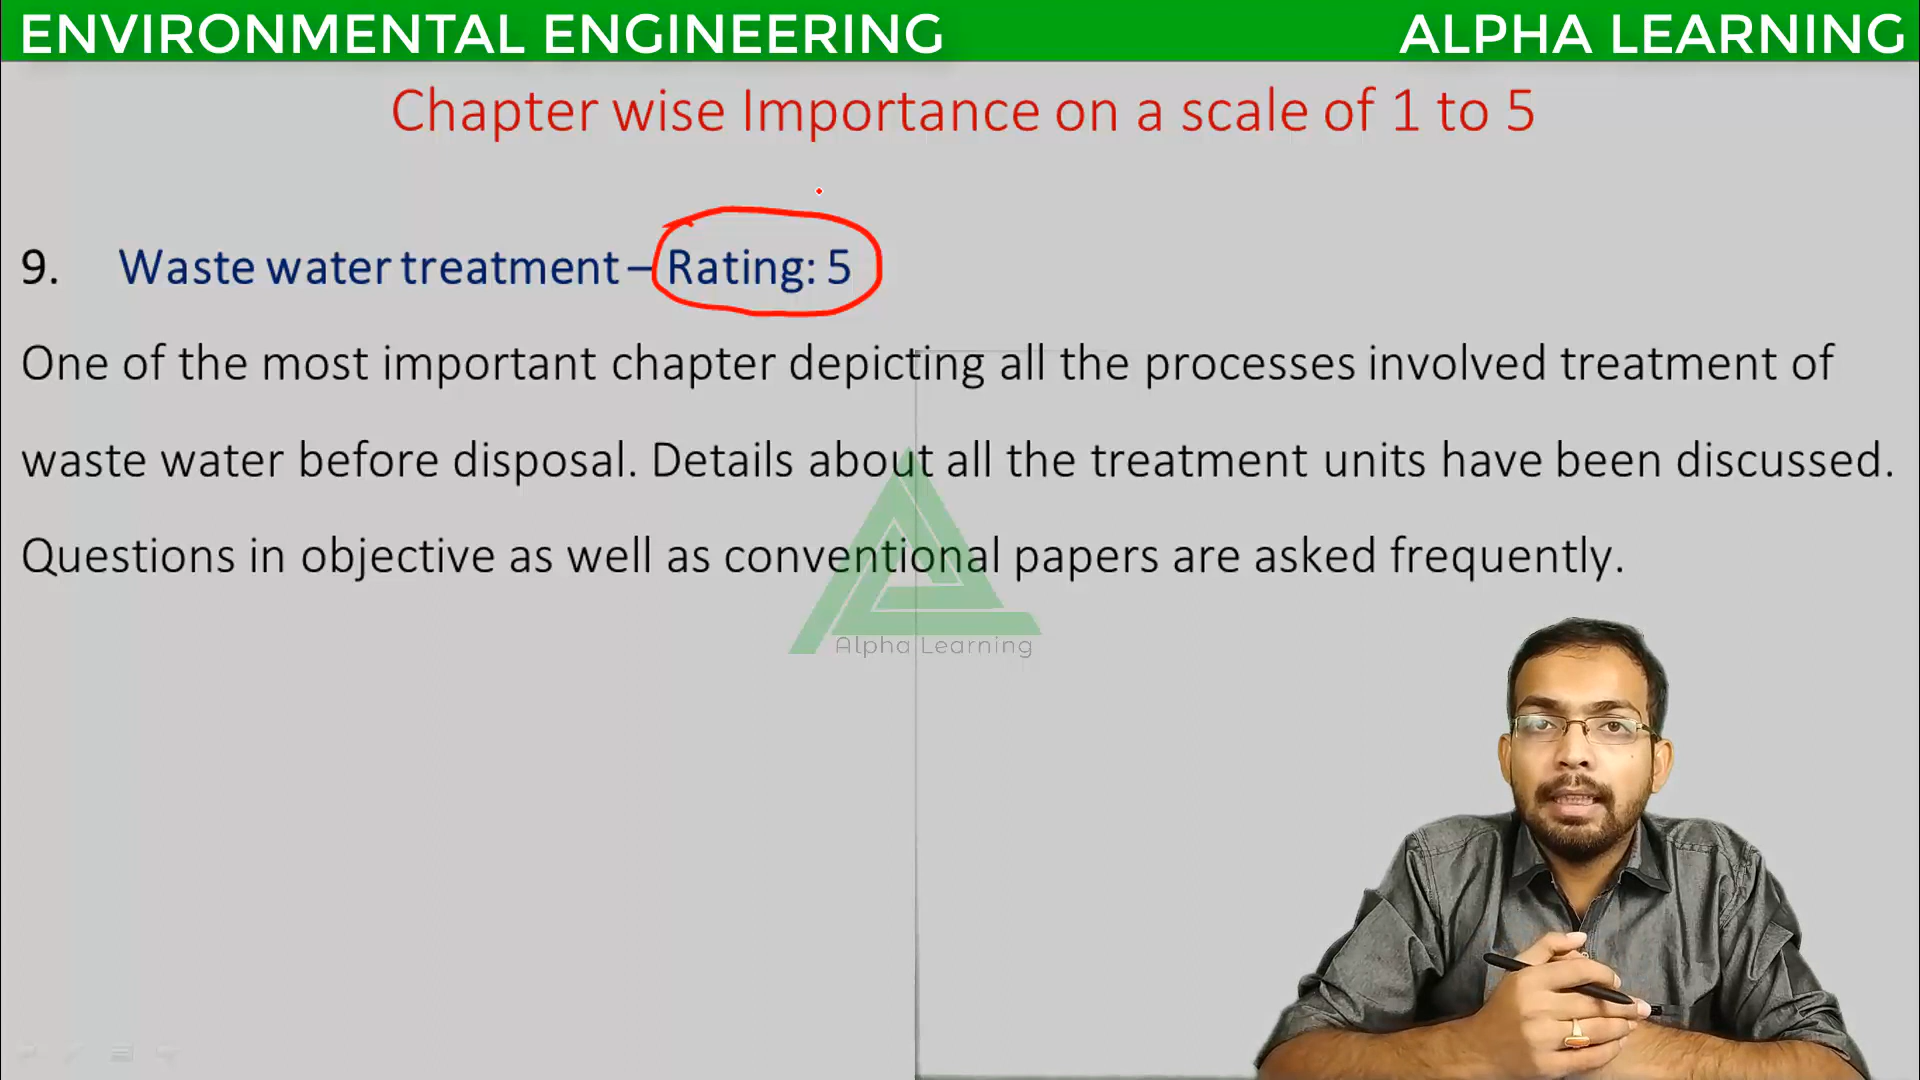 ENVIRONMENTAL ENGINEERING
ALPHA LEARNING
Chapter wise Importance on a scale of 1 to 5
9. Waste water treatment – Rating: 5
One of the most important chapter depicting all the processes involved treatment of
waste water before disposal. Details about all the treatment units have been discussed.
Questions in objective as well as conventional papers are asked frequently.
Alpha Learning